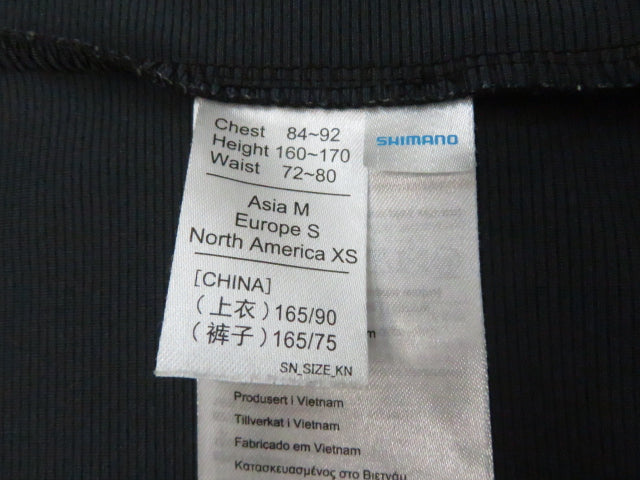 Chest 84~92
Height 160~170
Waist 72~80
Asia M
Europe S
North America XS
[CHINA]
（上衣）165/90
（裤子）165/75
SN_SIZE_KN
SHIMANO
Produsert i Vietnam
Tillverkat i Vietnam
Fabricado em Vietnam
Κατασκευασμένος στο Βιετνάμ